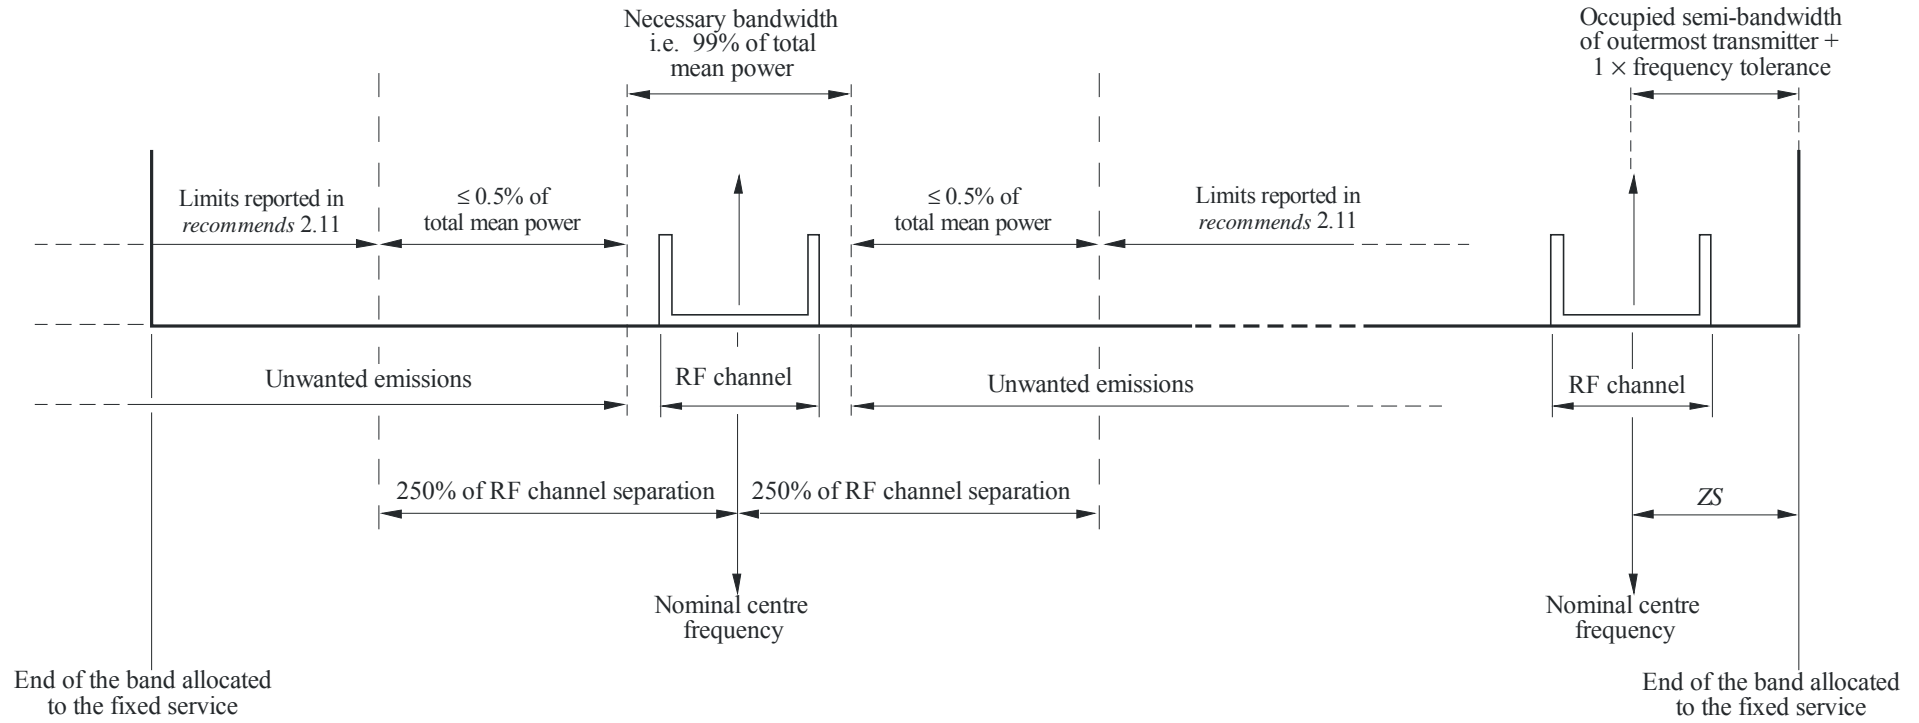 Necessary bandwidth
i.e. 99% of total
mean power
Occupied semi-bandwidth
of outermost transmitter +
1 × frequency tolerance
Limits reported in
recommends 2.11
≤ 0.5% of
total mean power
≤ 0.5% of
total mean power
Limits reported in
recommends 2.11
Unwanted emissions
RF channel
Unwanted emissions
RF channel
250% of RF channel separation
250% of RF channel separation
ZS
Nominal centre
frequency
Nominal centre
frequency
End of the band allocated
to the fixed service
End of the band allocated
to the fixed service